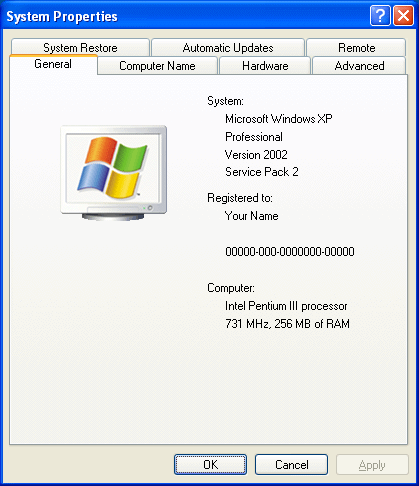 System Properties
System Restore
Automatic Updates
Remote
General
Computer Name
Hardware
Advanced
System:
Microsoft Windows XP
Professional
Version 2002
Service Pack 2
Registered to:
Your Name
00000-000-0000000-00000
Computer:
Intel Pentium III processor
731 MHz, 256 MB of RAM
OK
Cancel
Apply